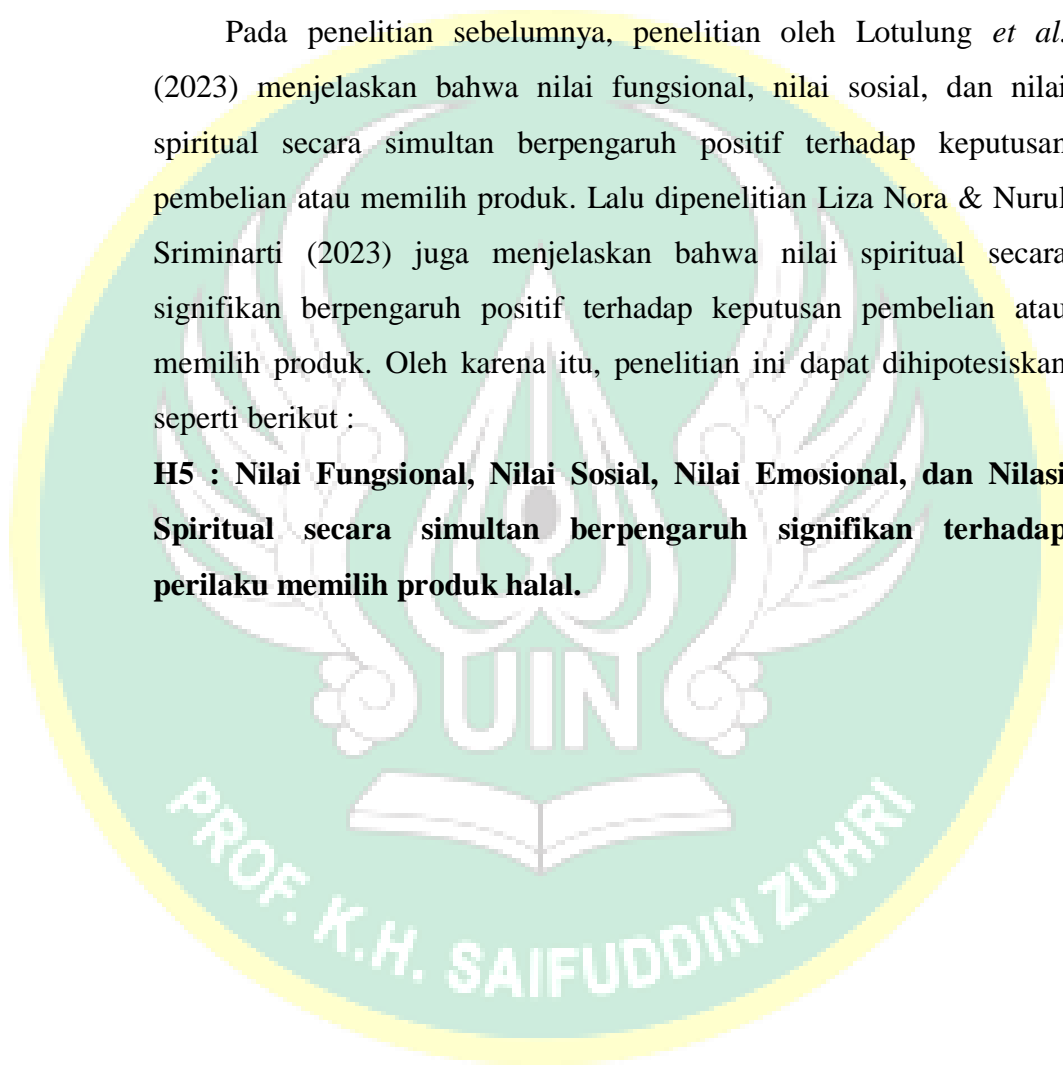 Pada penelitian sebelumnya, penelitian oleh Lotulung et al.
(2023) menjelaskan bahwa nilai fungsional, nilai sosial, dan nilai
spiritual secara simultan berpengaruh positif terhadap keputusan
pembelian atau memilih produk. Lalu dipenelitian Liza Nora & Nurul
Sriminarti (2023) juga menjelaskan bahwa nilai spiritual secara
signifikan berpengaruh positif terhadap keputusan pembelian atau
memilih produk. Oleh karena itu, penelitian ini dapat dihipotesiskan
seperti berikut :
H5 : Nilai Fungsional, Nilai Sosial, Nilai Emosional, dan Nilasi
Spiritual secara simultan berpengaruh signifikan terhadap
perilaku memilih produk halal.
UIN
PROF. K.H. SAIFUDDIN ZUHRI